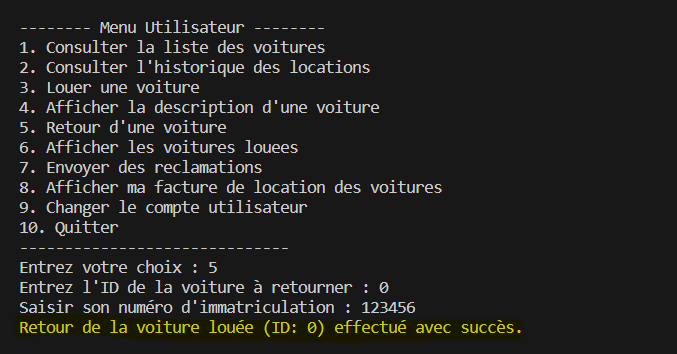 -------- Menu Utilisateur --------
1. Consulter la liste des voitures
2. Consulter l'historique des locations
3. Louer une voiture
4. Afficher la description d'une voiture
5. Retour d'une voiture
6. Afficher les voitures louees
7. Envoyer des reclamations
8. Afficher ma facture de location des voitures
9. Changer le compte utilisateur
10. Quitter
------------------------------
Entrez votre choix : 5
Entrez l'ID de la voiture à retourner : 0
Saisir son numéro d'immatriculation : 123456
Retour de la voiture louée (ID: 0) effectué avec succès.